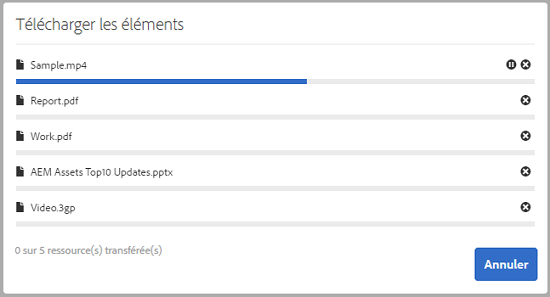 Télécharger les éléments
Sample.mp4
Report.pdf
Work.pdf
AEM Assets Top10 Updates.pptx
Video.3gp
0 sur 5 ressource(s) transférée(s)
Annuler